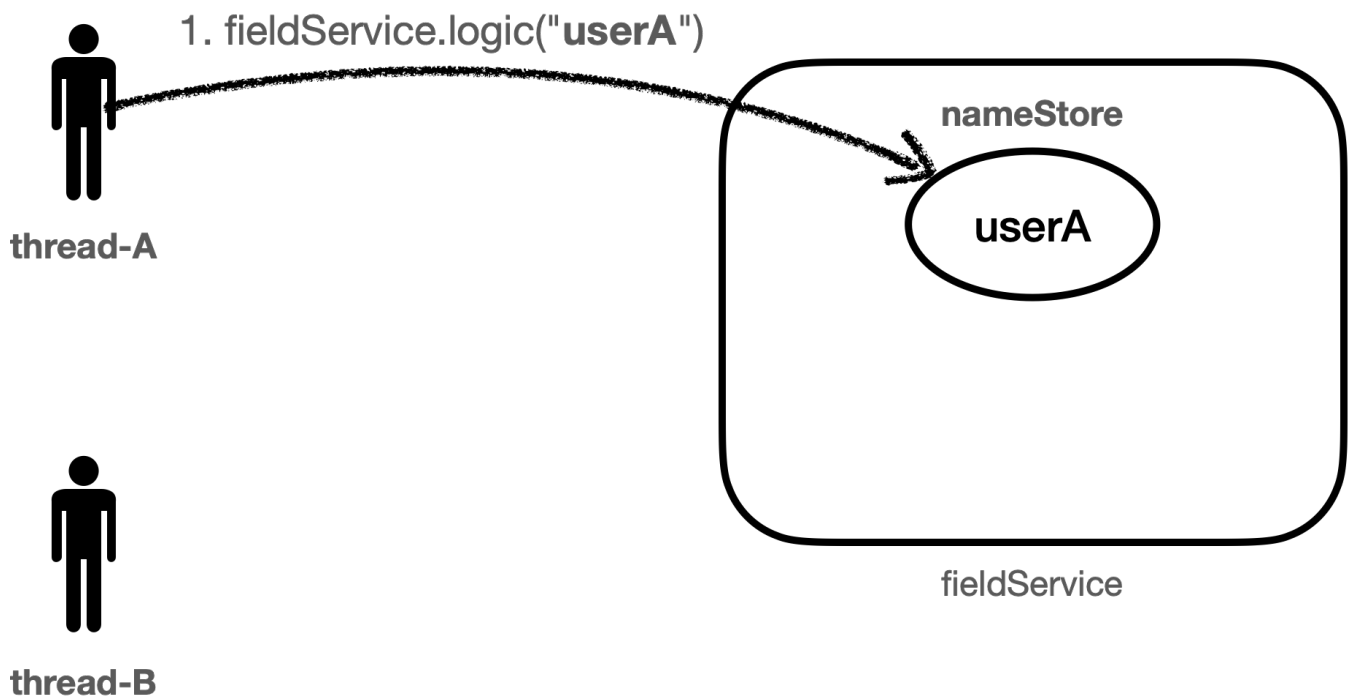 1. fieldService.logic("userA")
nameStore
userA
thread-A
fieldService
thread-B